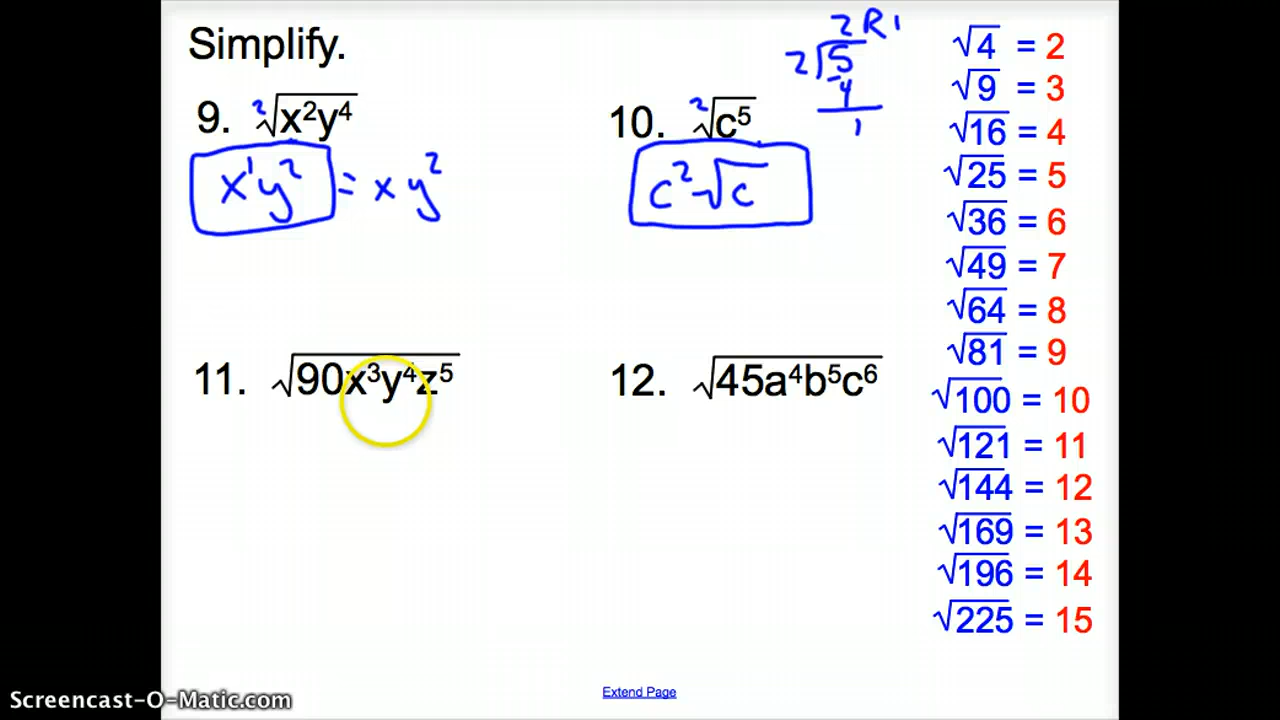 Simplify.
9. ²√x²y⁴
x¹y² = xy²
10. ²√c⁵
c²√c
2 R 1
2 5
-4
1
11. √90x³y⁴z⁵
12. √45a⁴b⁵c⁶
√4 = 2
√9 = 3
√16 = 4
√25 = 5
√36 = 6
√49 = 7
√64 = 8
√81 = 9
√100 = 10
√121 = 11
√144 = 12
√169 = 13
√196 = 14
√225 = 15
Extend Page
Screencast-O-Matic.com